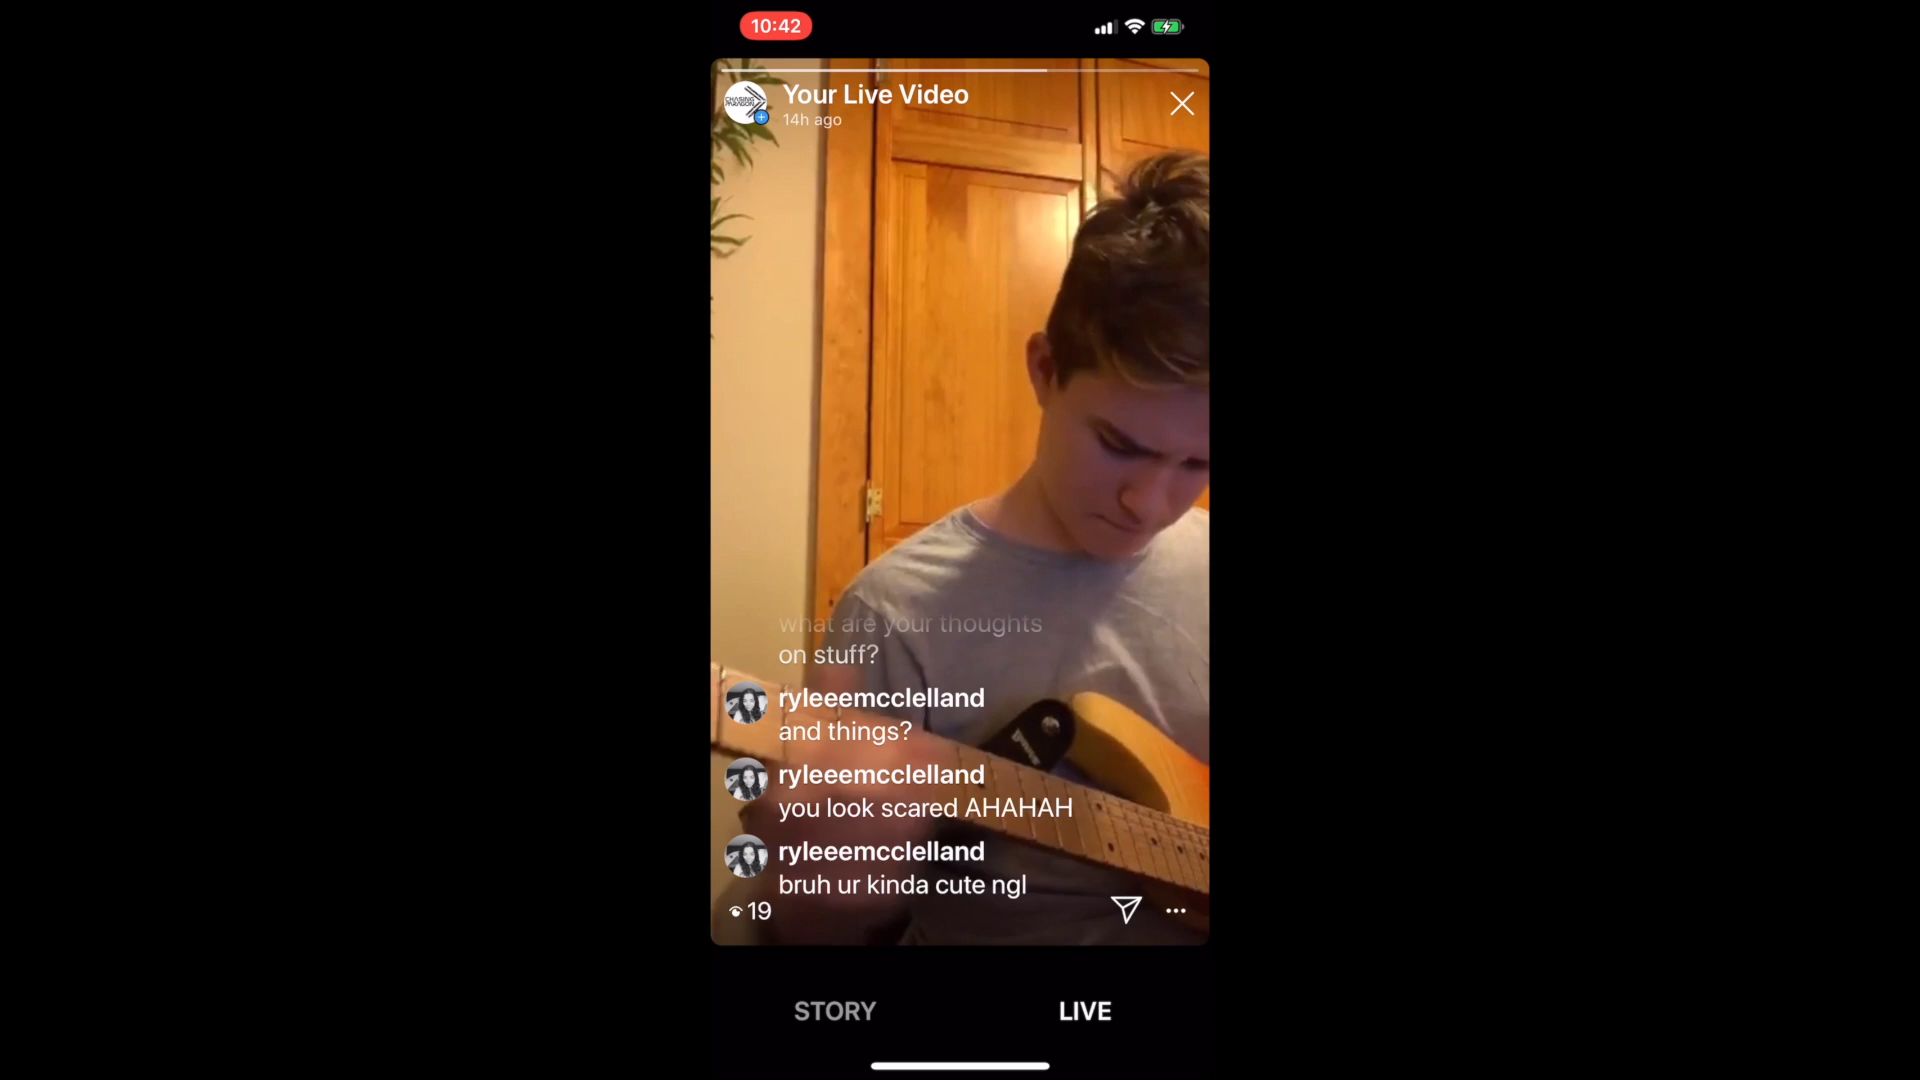 10:42
Your Live Video
14h ago
CHASING
what are your thoughts
on stuff?
ryleeemcclelland
and things?
ryleeemcclelland
you look scared AHAHAH
ryleeemcclelland
bruh ur kinda cute ngl
19
STORY
LIVE